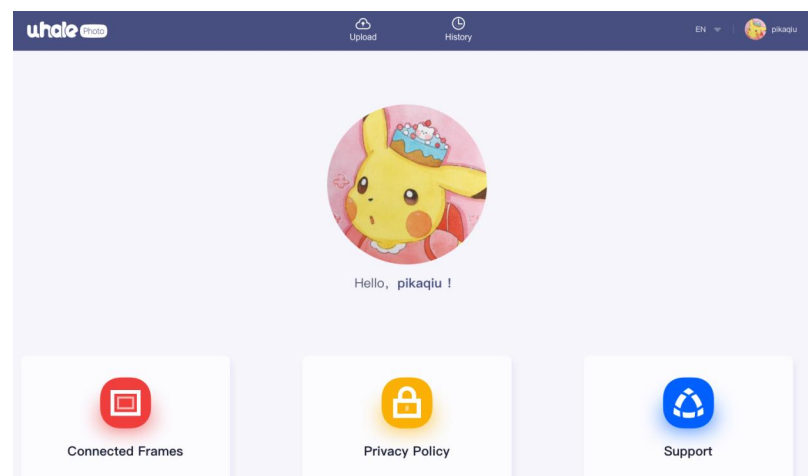 whale Photo
Upload
History
EN
pikaqiu
Hello, pikaqiu !
Connected Frames
Privacy Policy
Support